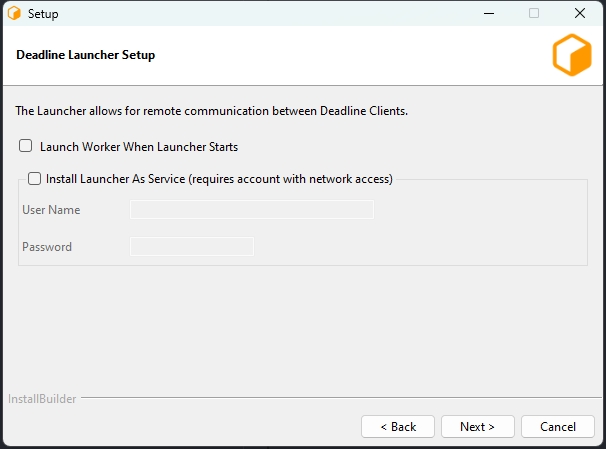 Setup
Deadline Launcher Setup
The Launcher allows for remote communication between Deadline Clients.
Launch Worker When Launcher Starts
Install Launcher As Service (requires account with network access)
User Name
Password
InstallBuilder
< Back Next > Cancel